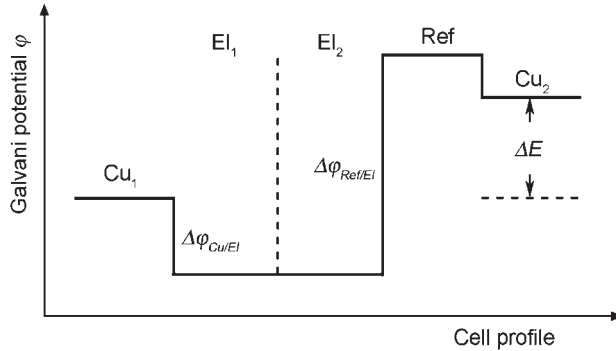 Galvani potential φ
El₁
El₂
Ref
Cu₂
Cu₁
Δφ_Ref/El
ΔE
Δφ_Cu/El
Cell profile